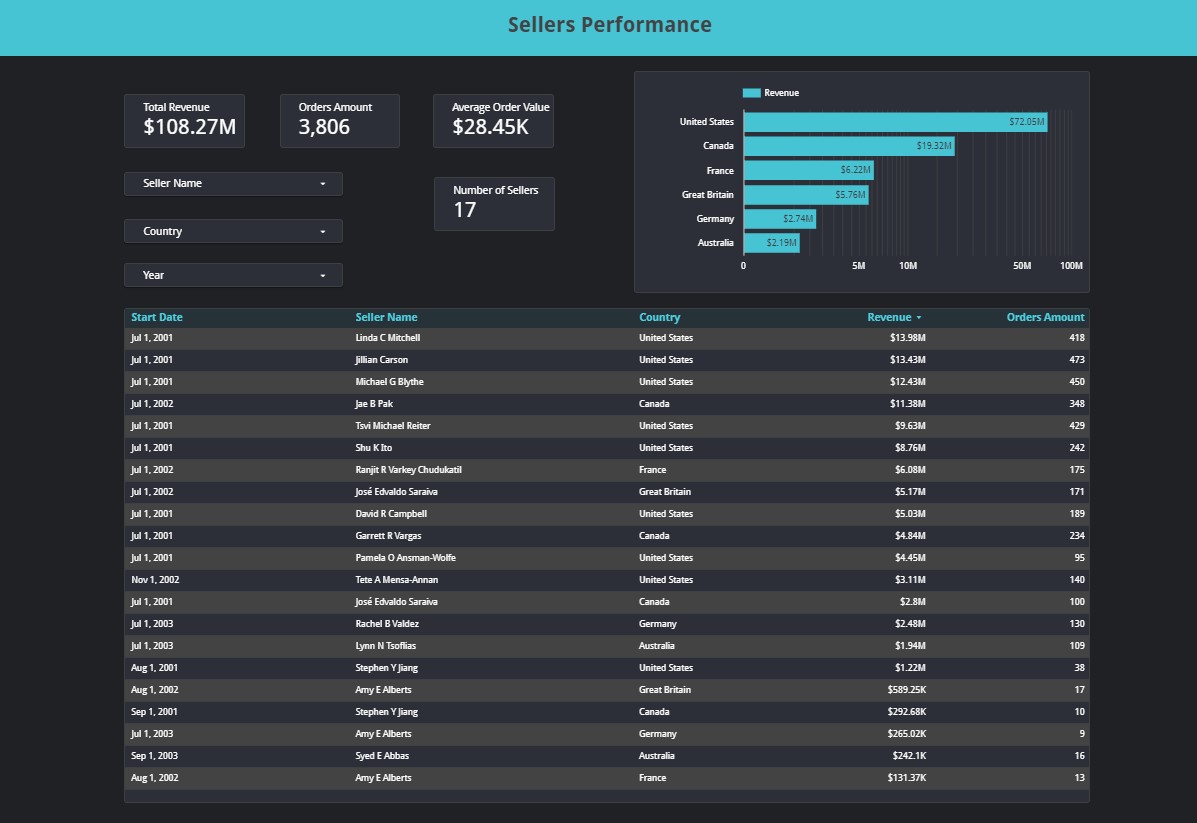 Sellers Performance
Total Revenue
$108.27M
Orders Amount
3,806
Average Order Value
$28.45K
Seller Name
Country
Year
Number of Sellers
17
Revenue
United States $72.05M
Canada $19.32M
France $6.22M
Great Britain $5.76M
Germany $2.74M
Australia $2.19M
0 5M 10M 50M 100M
Start Date Seller Name Country Revenue Orders Amount
Jul 1, 2001 Linda C Mitchell United States $13.98M 418
Jul 1, 2001 Jillian Carson United States $13.43M 473
Jul 1, 2001 Michael G Blythe United States $12.43M 450
Jul 1, 2002 Jae B Pak Canada $11.38M 348
Jul 1, 2001 Tsvi Michael Reiter United States $9.63M 429
Jul 1, 2001 Shu K Ito United States $8.76M 242
Jul 1, 2002 Ranjit R Varkey Chudukatil France $6.08M 175
Jul 1, 2002 José Edvaldo Saraiva Great Britain $5.17M 171
Jul 1, 2001 David R Campbell United States $5.03M 189
Jul 1, 2001 Garrett R Vargas Canada $4.84M 234
Jul 1, 2001 Pamela O Ansman-Wolfe United States $4.45M 95
Nov 1, 2002 Tete A Mensa-Annan United States $3.11M 140
Jul 1, 2001 José Edvaldo Saraiva Canada $2.8M 100
Jul 1, 2003 Rachel B Valdez Germany $2.48M 130
Jul 1, 2003 Lynn N Tsoflias Australia $1.94M 109
Aug 1, 2001 Stephen Y Jiang United States $1.22M 38
Aug 1, 2002 Amy E Alberts Great Britain $589.25K 17
Sep 1, 2001 Stephen Y Jiang Canada $292.68K 10
Jul 1, 2003 Amy E Alberts Germany $265.02K 9
Sep 1, 2003 Syed E Abbas Australia $242.1K 16
Aug 1, 2002 Amy E Alberts France $131.37K 13